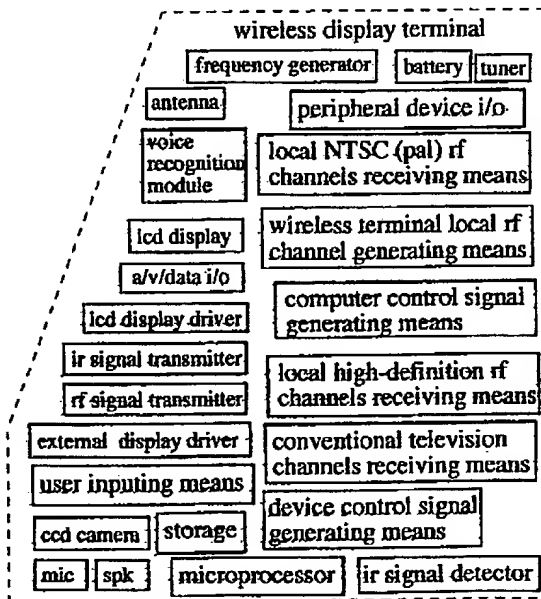 wireless display terminal
frequency generator battery tuner
antenna peripheral device i/o
voice
recognition
module
local NTSC (pal) rf
channels receiving means
lcd display
wireless terminal local rf
channel generating means
a/v/data i/o
computer control signal
generating means
lcd display driver
ir signal transmitter
local high-definition rf
channels receiving means
rf signal transmitter
external display driver
conventional television
channels receiving means
user inputing means
device control signal
generating means
ccd camera storage
mic spk microprocessor ir signal detector